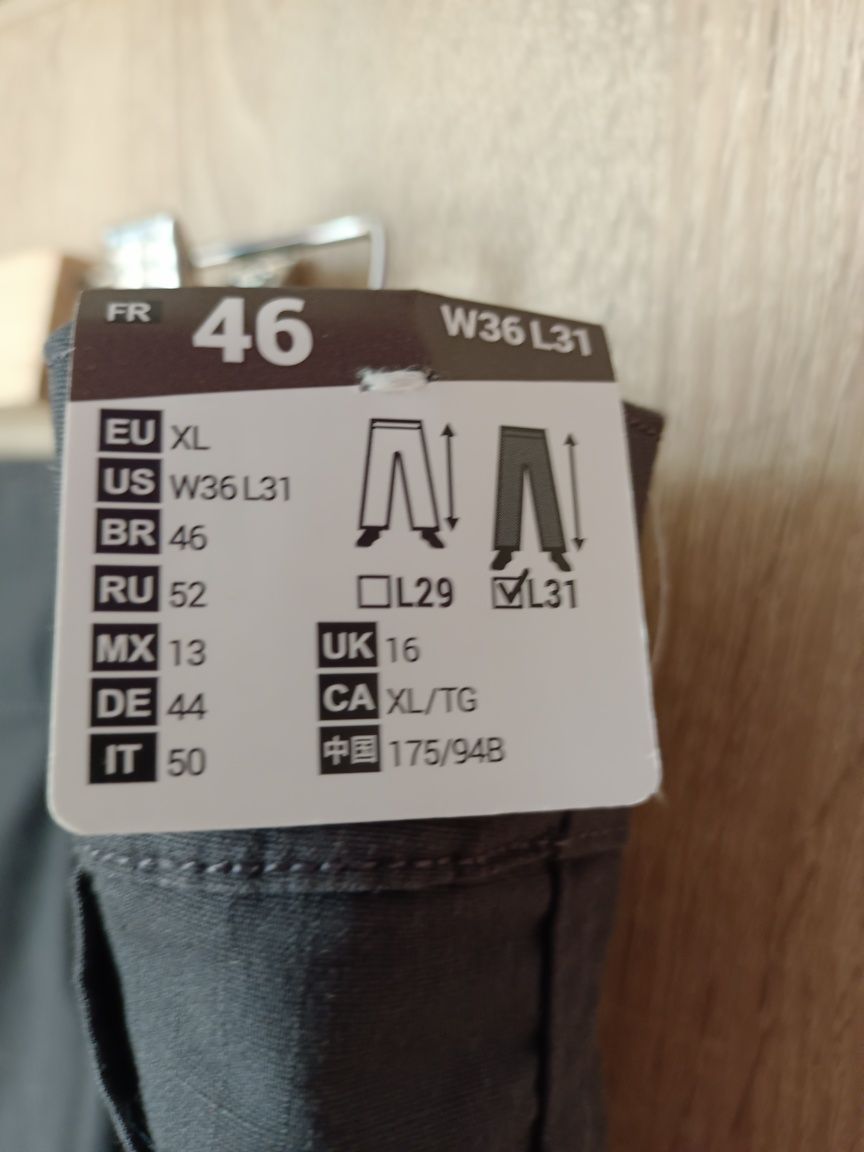 FR 46 W36 L31
EU XL
US W36 L31
BR 46
RU 52
L29 L31
MX 13 UK 16
DE 44 CA XL/TG
IT 50 中国 175/94B